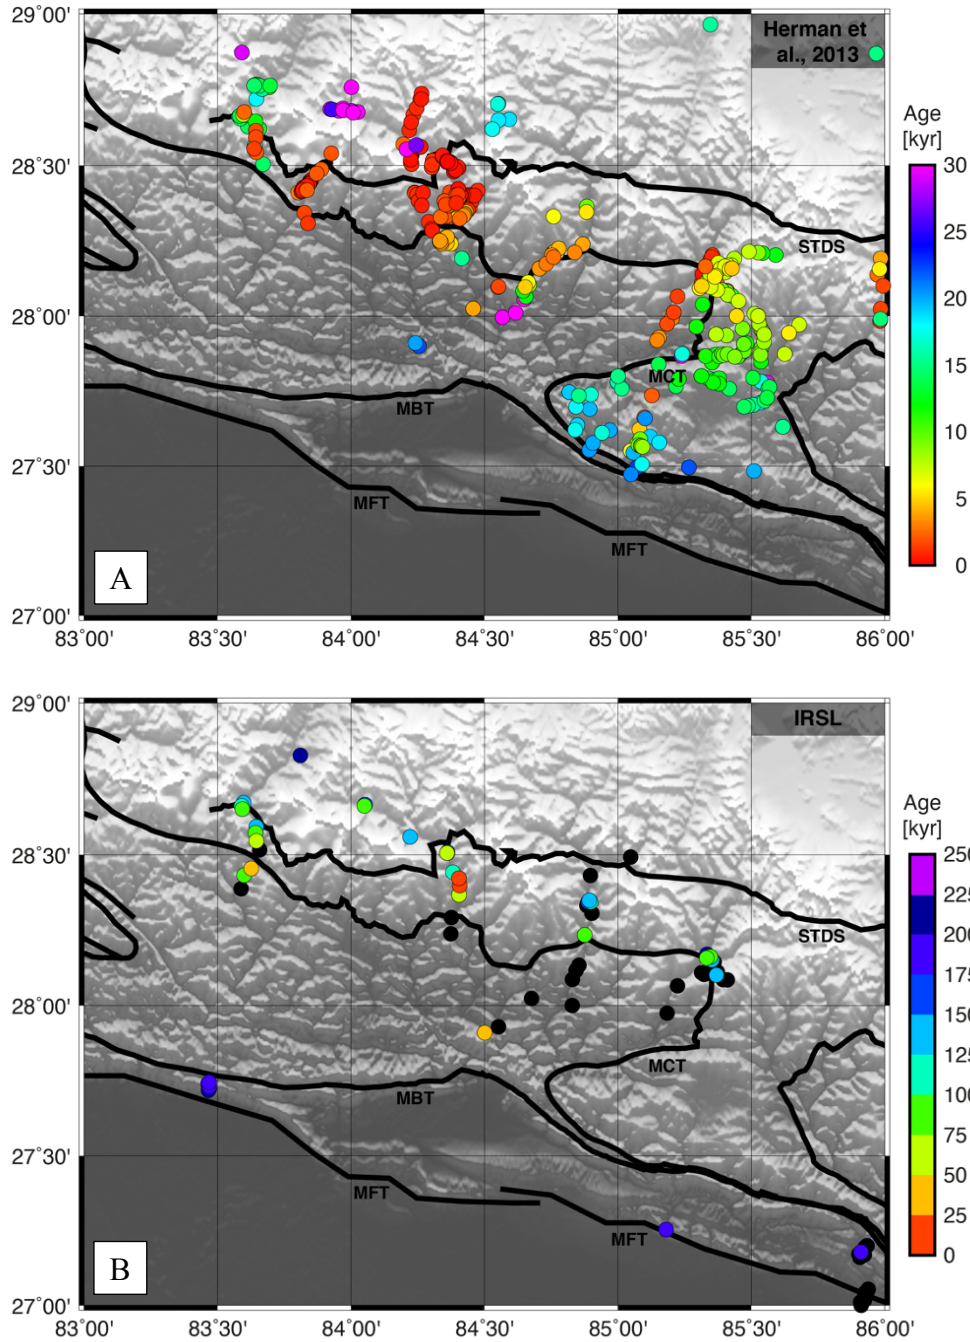 29°00'
28°30'
28°00'
27°30'
27°00'
83°00'
83°30'
84°00'
84°30'
85°00'
85°30'
86°00'
Herman et
al., 2013
STDS
MCT
MBT
MFT
MFT
A
Age
[kyr]
30
25
20
15
10
5
0
29°00'
28°30'
28°00'
27°30'
27°00'
83°00'
83°30'
84°00'
84°30'
85°00'
85°30'
86°00'
IRSL
STDS
MCT
MBT
MFT
MFT
B
Age
[kyr]
250
225
200
175
150
125
100
75
50
25
0